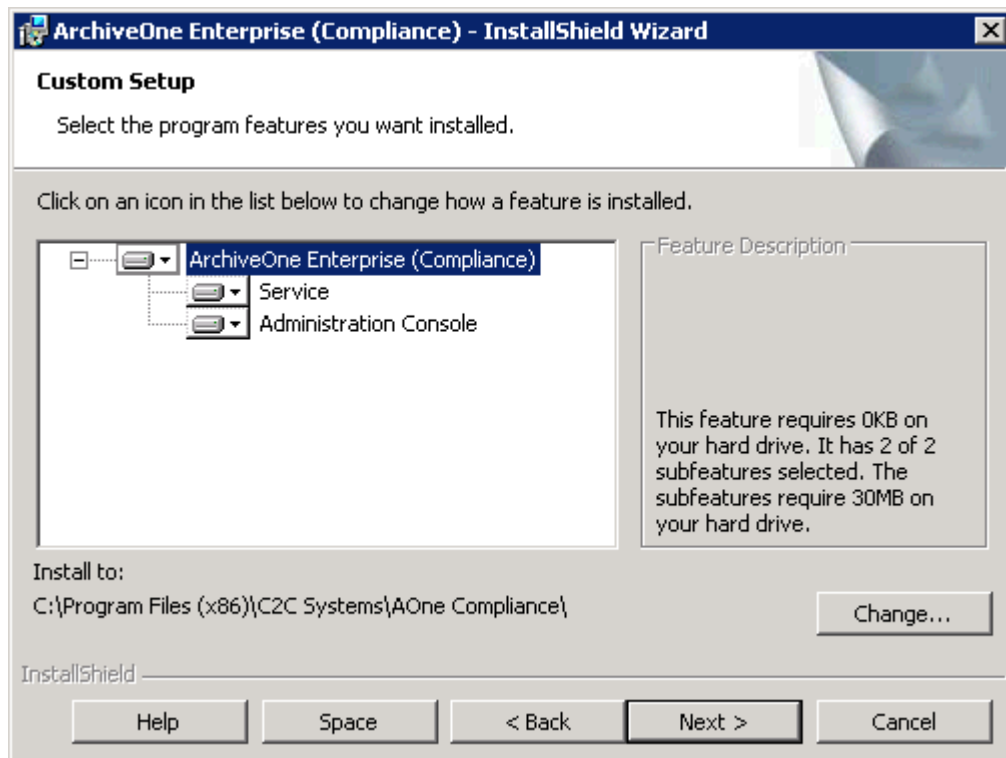 ArchiveOne Enterprise (Compliance) - InstallShield Wizard
Custom Setup
Select the program features you want installed.
Click on an icon in the list below to change how a feature is installed.
ArchiveOne Enterprise (Compliance)
Service
Administration Console
Feature Description
This feature requires 0KB on
your hard drive. It has 2 of 2
subfeatures selected. The
subfeatures require 30MB on
your hard drive.
Install to:
C:\Program Files (x86)\C2C Systems\AOne Compliance\
Change...
InstallShield
Help
Space
< Back
Next >
Cancel